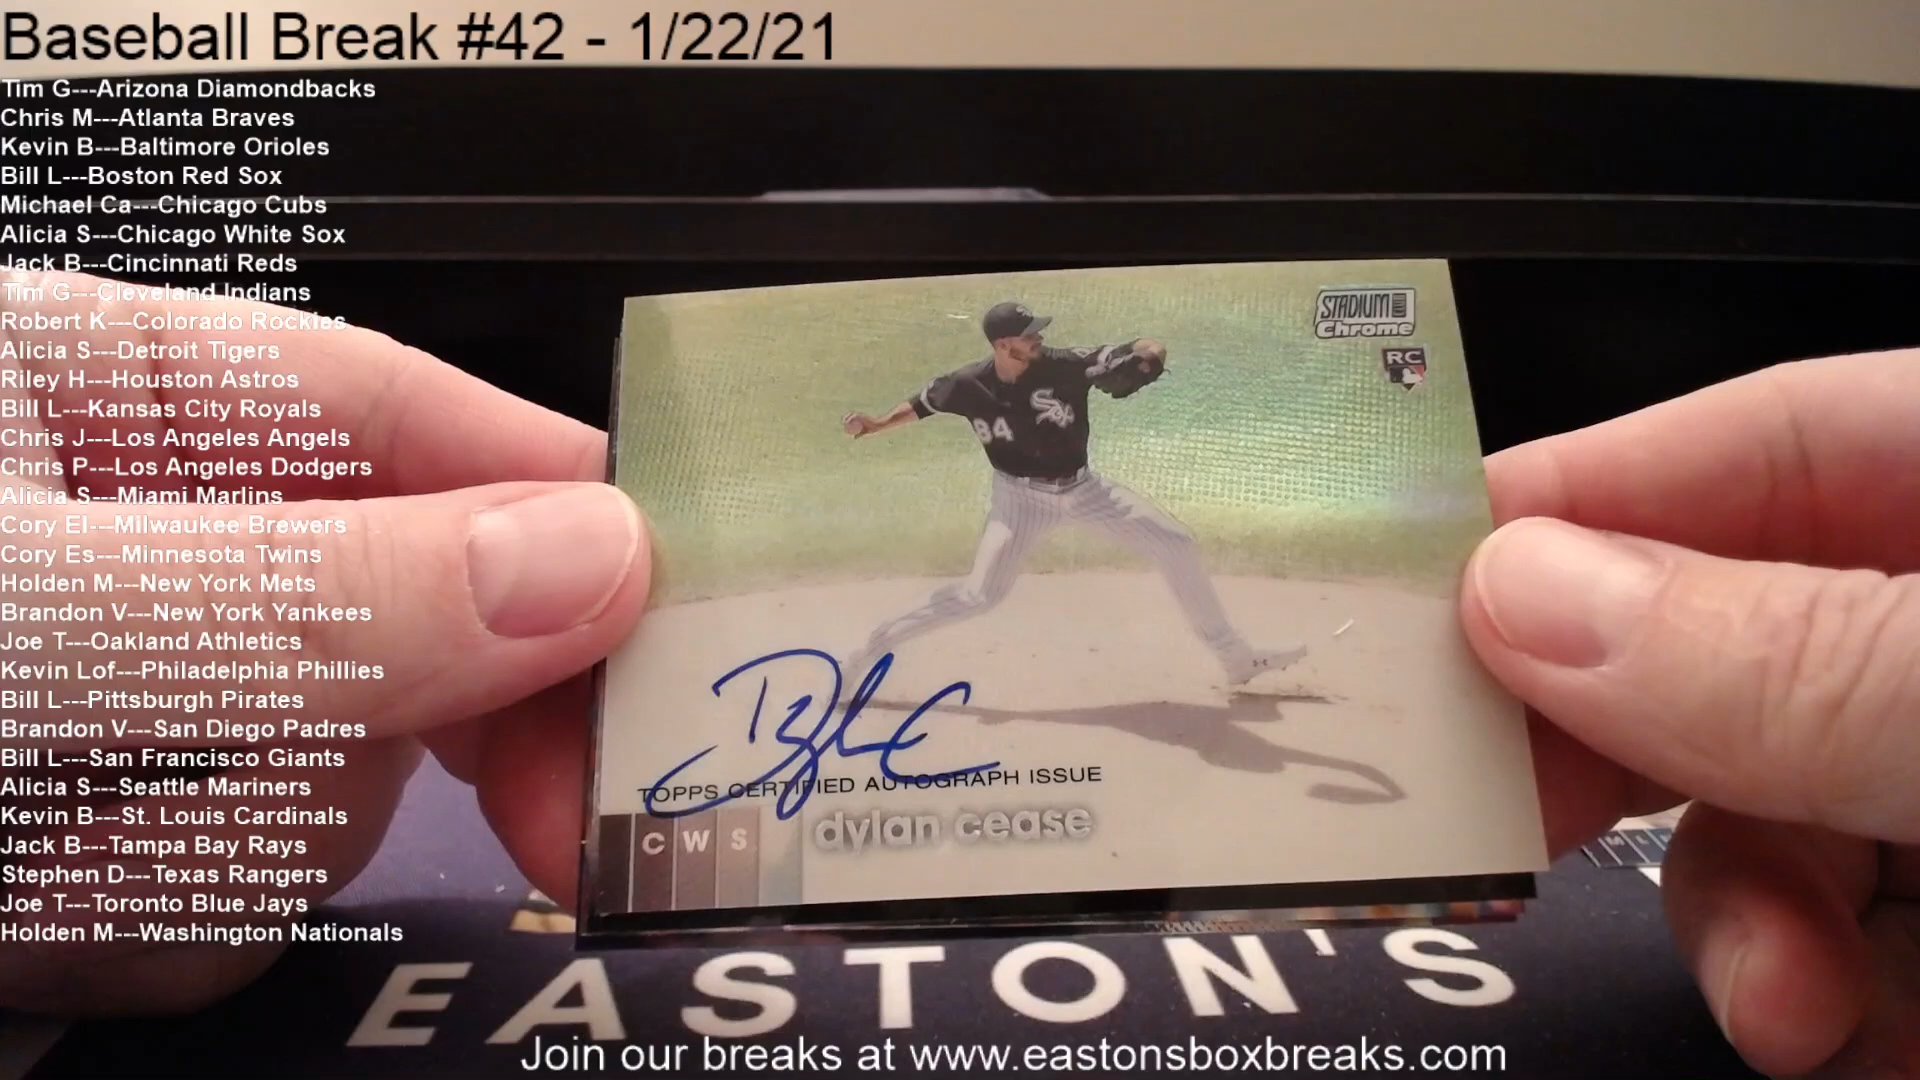 Baseball Break #42 - 1/22/21
Tim G---Arizona Diamondbacks
Chris M---Atlanta Braves
Kevin B---Baltimore Orioles
Bill L---Boston Red Sox
Michael Ca---Chicago Cubs
Alicia S---Chicago White Sox
Jack B---Cincinnati Reds
Tim G---Cleveland Indians
Robert K---Colorado Rockies
Alicia S---Detroit Tigers
Riley H---Houston Astros
Bill L---Kansas City Royals
Chris J---Los Angeles Angels
Chris P---Los Angeles Dodgers
Alicia S---Miami Marlins
Cory El---Milwaukee Brewers
Cory Es---Minnesota Twins
Holden M---New York Mets
Brandon V---New York Yankees
Joe T---Oakland Athletics
Kevin Lof---Philadelphia Phillies
Bill L---Pittsburgh Pirates
Brandon V---San Diego Padres
Bill L---San Francisco Giants
Alicia S---Seattle Mariners
Kevin B---St. Louis Cardinals
Jack B---Tampa Bay Rays
Stephen D---Texas Rangers
Joe T---Toronto Blue Jays
Holden M---Washington Nationals
STADIUM
Chrome
RC
Sox
84
TOPPS CERTIFIED AUTOGRAPH ISSUE
CWS
dylan cease
EASTON'S
Join our breaks at www.eastonsboxbreaks.com